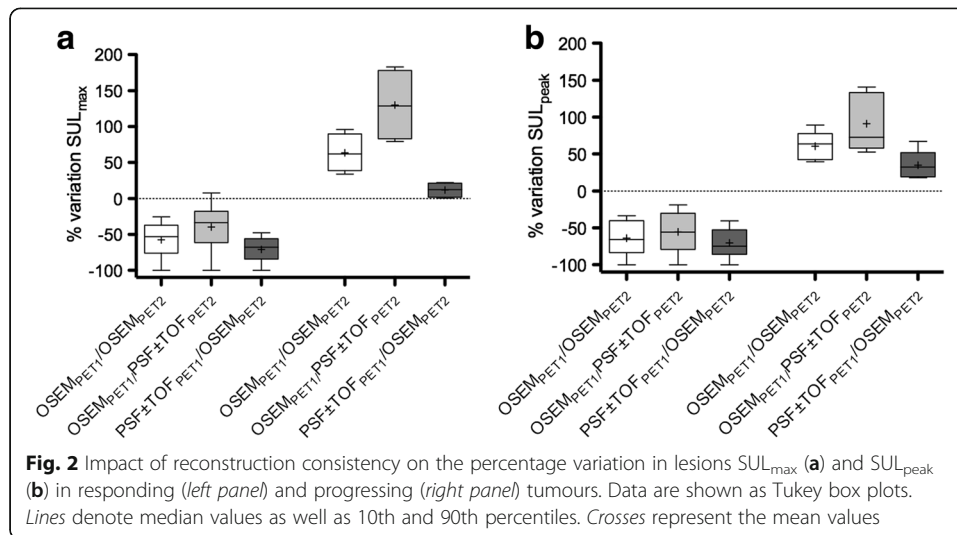 a
b
% variation SULmax
200
150
100
50
0
-50
-100
OSEMPET1/OSEMPET2
OSEMPET1/PSF±TOFPET2
PSF±TOFPET1/OSEMPET2
OSEMPET1/OSEMPET2
OSEMPET1/PSF±TOFPET2
PSF±TOFPET1/OSEMPET2
% variation SULpeak
200
150
100
50
0
-50
-100
OSEMPET1/OSEMPET2
OSEMPET1/PSF±TOFPET2
PSF±TOFPET1/OSEMPET2
OSEMPET1/OSEMPET2
OSEMPET1/PSF±TOFPET2
PSF±TOFPET1/OSEMPET2
Fig. 2 Impact of reconstruction consistency on the percentage variation in lesions SULmax (a) and SULpeak
(b) in responding (left panel) and progressing (right panel) tumours. Data are shown as Tukey box plots.
Lines denote median values as well as 10th and 90th percentiles. Crosses represent the mean values